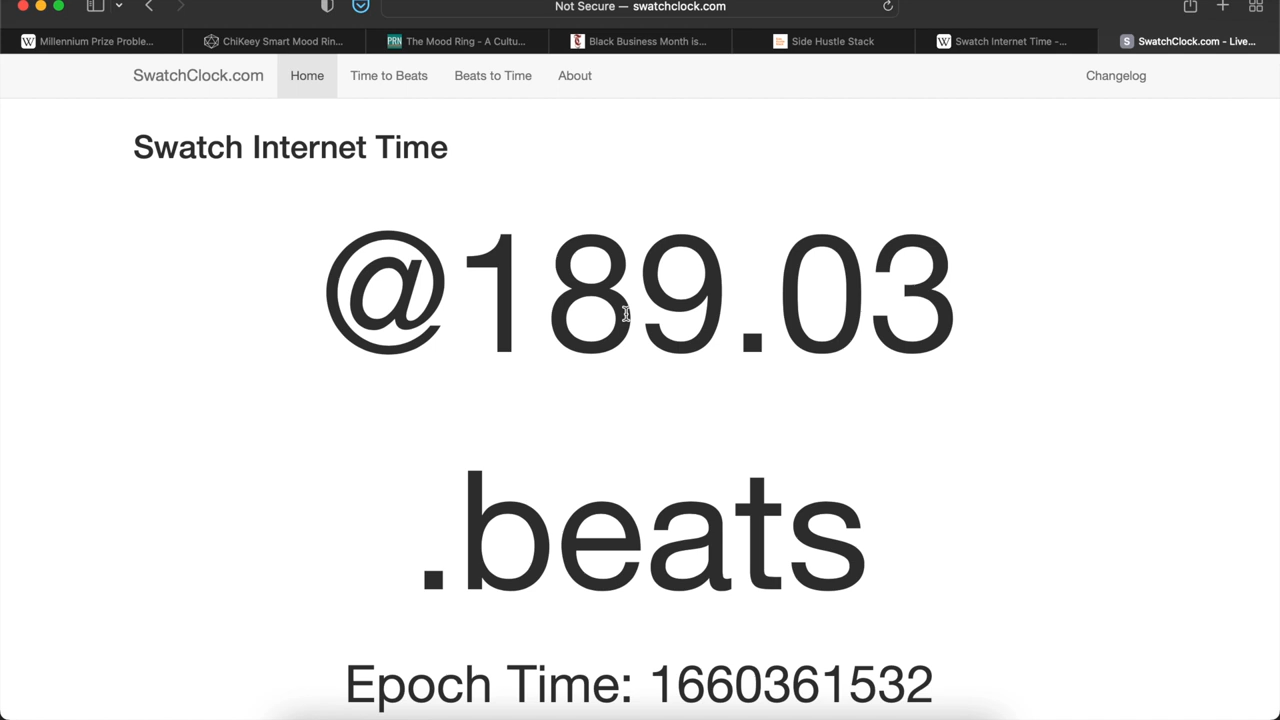 Not Secure — swatchclock.com
Millennium Prize Proble...
ChiKeey Smart Mood Rin...
The Mood Ring - A Cultu...
Black Business Month is...
Side Hustle Stack
Swatch Internet Time -...
SwatchClock.com - Live...
SwatchClock.com
Home
Time to Beats
Beats to Time
About
Changelog
Swatch Internet Time
@189.03
.beats
Epoch Time: 1660361532